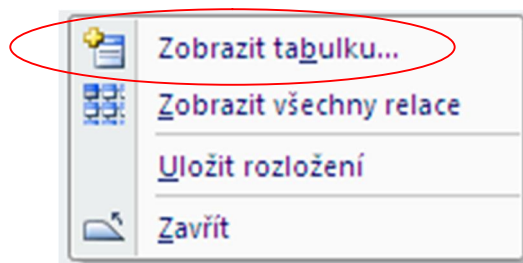 Zobrazit tabulku...
Zobrazit všechny relace
Uložit rozložení
Zavřít